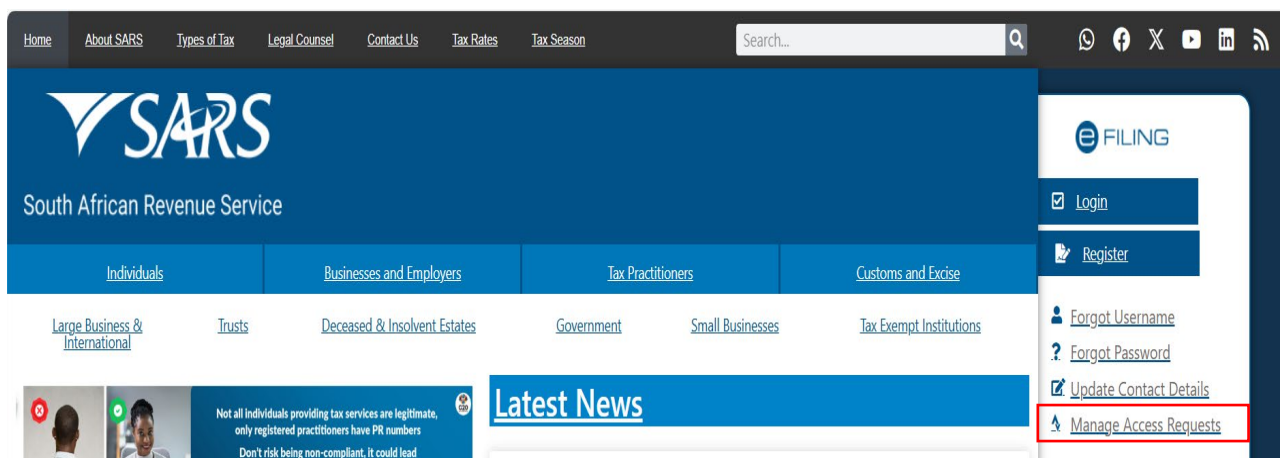 Home About SARS Types of Tax Legal Counsel Contact Us Tax Rates Tax Season Search...
SARS
South African Revenue Service
e FILING
Login
Register
Individuals Businesses and Employers Tax Practitioners Customs and Excise
Large Business &
International
Trusts Deceased & Insolvent Estates Government Small Businesses Tax Exempt Institutions
Forgot Username
? Forgot Password
Update Contact Details
Manage Access Requests
Not all individuals providing tax services are legitimate,
only registered practitioners have PR numbers
Don't risk being non-compliant, it could lead
Latest News